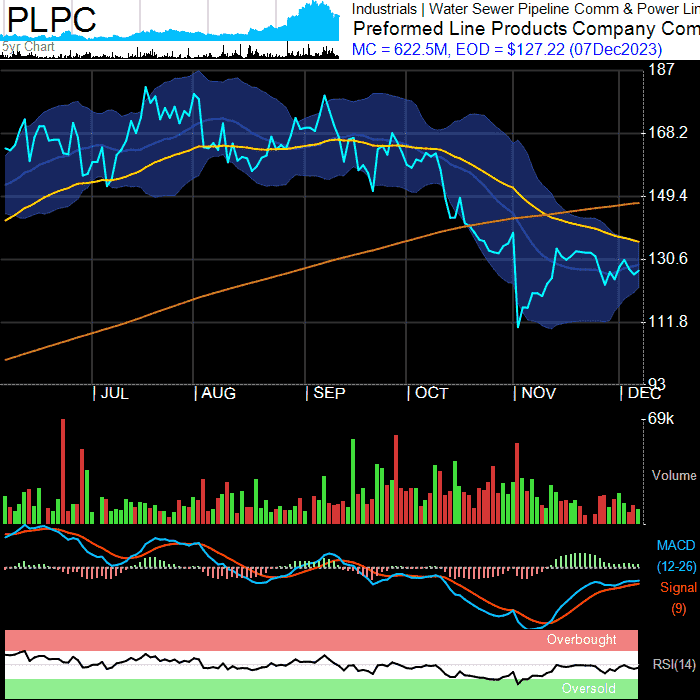 PLPC
5yr Chart
Industrials | Water Sewer Pipeline Comm & Power Lin
Preformed Line Products Company Com
MC = 622.5M, EOD = $127.22 (07Dec2023)
187
168.2
149.4
130.6
111.8
93
JUL
AUG
SEP
OCT
NOV
DEC
69k
Volume
MACD
(12-26)
Signal
(9)
Overbought
RSI(14)
Oversold